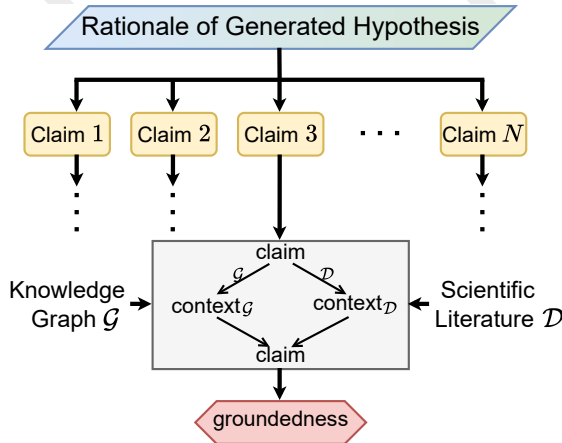 Rationale of Generated Hypothesis
Claim 1
Claim 2
Claim 3
· · ·
Claim N
claim
𝒢
𝒟
Knowledge
Graph 𝒢
context𝒢
context𝒟
Scientific
Literature 𝒟
claim
groundedness